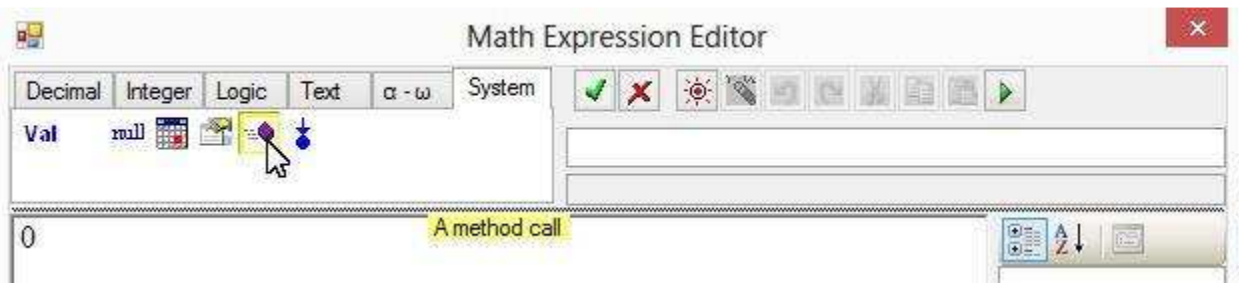 Math Expression Editor
Decimal Integer Logic Text α - ω System
Val null
A method call
0
A Z